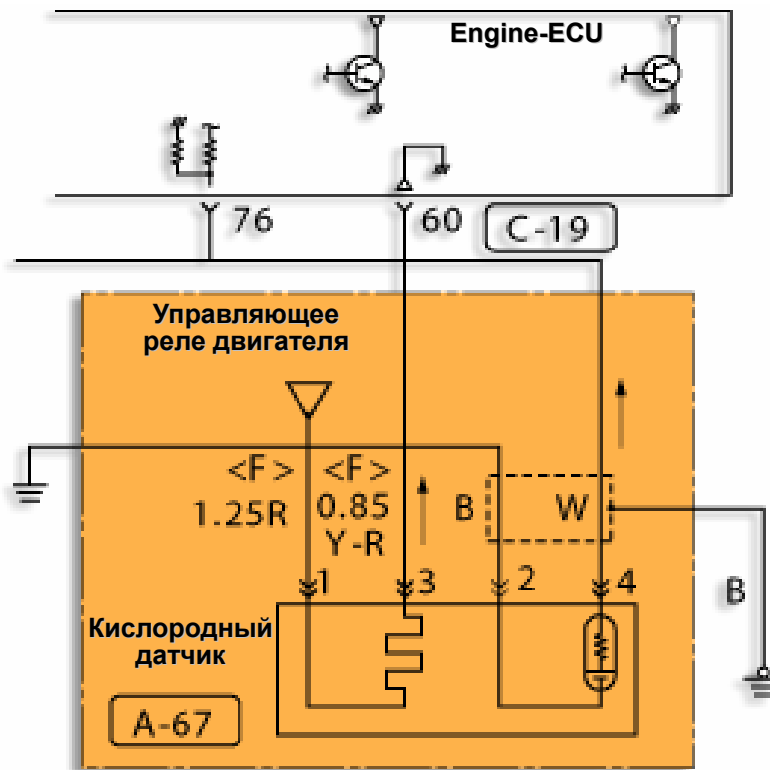 Engine-ECU
76
60
C-19
Управляющее
реле двигателя
<F>
<F>
1.25R
0.85
Y-R
B
W
1
3
2
4
B
Кислородный
датчик
A-67